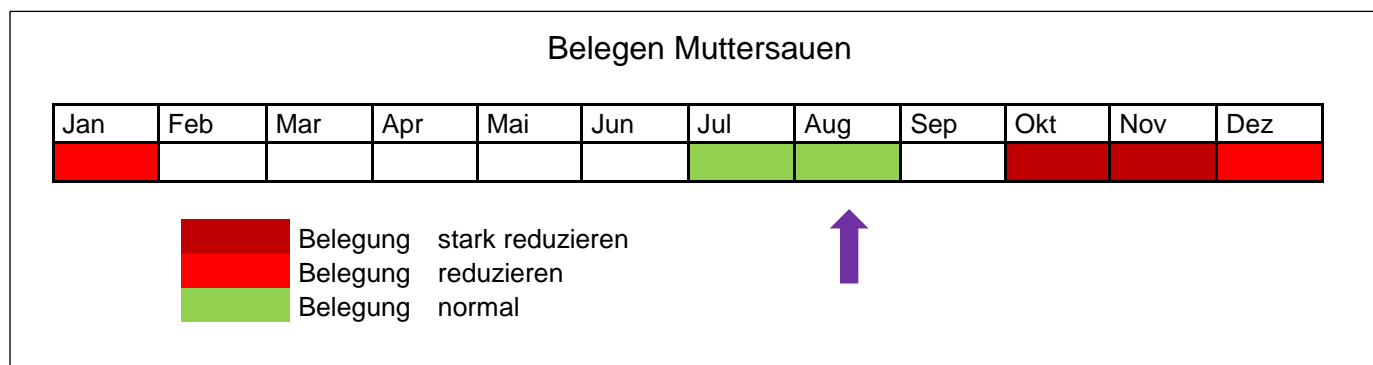 Belegen Muttersauen
Jan Feb Mar Apr Mai Jun Jul Aug Sep Okt Nov Dez
Belegung stark reduzieren
Belegung reduzieren
Belegung normal